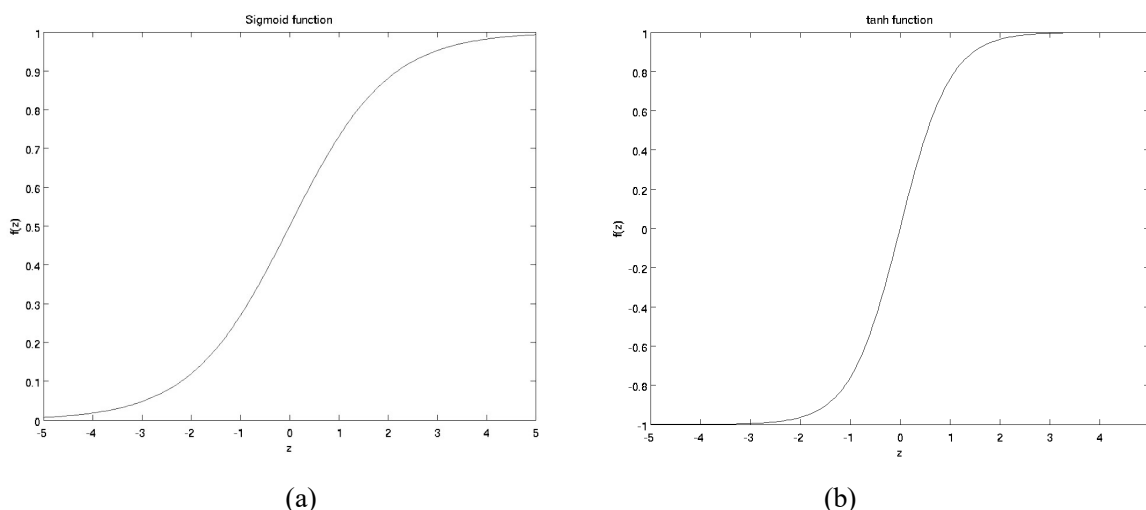 Sigmoid function
1
0.9
0.8
0.7
0.6
0.5
0.4
0.3
0.2
0.1
0
f(z)
-5 -4 -3 -2 -1 0 1 2 3 4 5
z
(a)
tanh function
1
0.8
0.6
0.4
0.2
0
-0.2
-0.4
-0.6
-0.8
-1
f(z)
-5 -4 -3 -2 -1 0 1 2 3 4
z
(b)